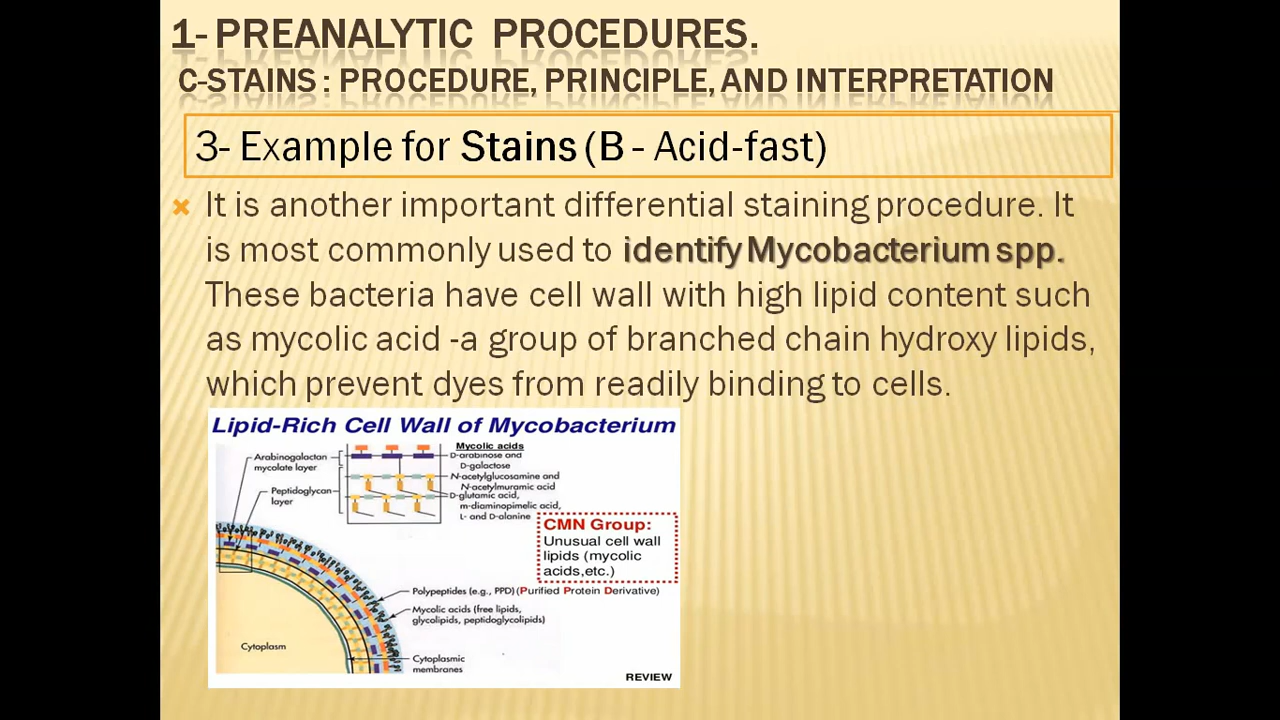 1- PREANALYTIC PROCEDURES.
C-STAINS : PROCEDURE, PRINCIPLE, AND INTERPRETATION
3- Example for Stains (B - Acid-fast)
It is another important differential staining procedure. It
is most commonly used to identify Mycobacterium spp.
These bacteria have cell wall with high lipid content such
as mycolic acid -a group of branched chain hydroxy lipids,
which prevent dyes from readily binding to cells.
Lipid-Rich Cell Wall of Mycobacterium
Mycolic acids
Arabinogalactan
mycolate layer
D-arabinose and
D-galactose
N-acetylglucosamine and
N-acetylmuramic acid
Peptidoglycan
layer
D-glutamic acid,
m-diaminopimelic acid,
L- and D-alanine
CMN Group:
Unusual cell wall
lipids (mycolic
acids,etc.)
Polypeptides (e.g., PPD) (Purified Protein Derivative)
Mycolic acids (free lipids,
glycolipids, peptidoglycolipids)
Cytoplasm
Cytoplasmic
membranes
REVIEW